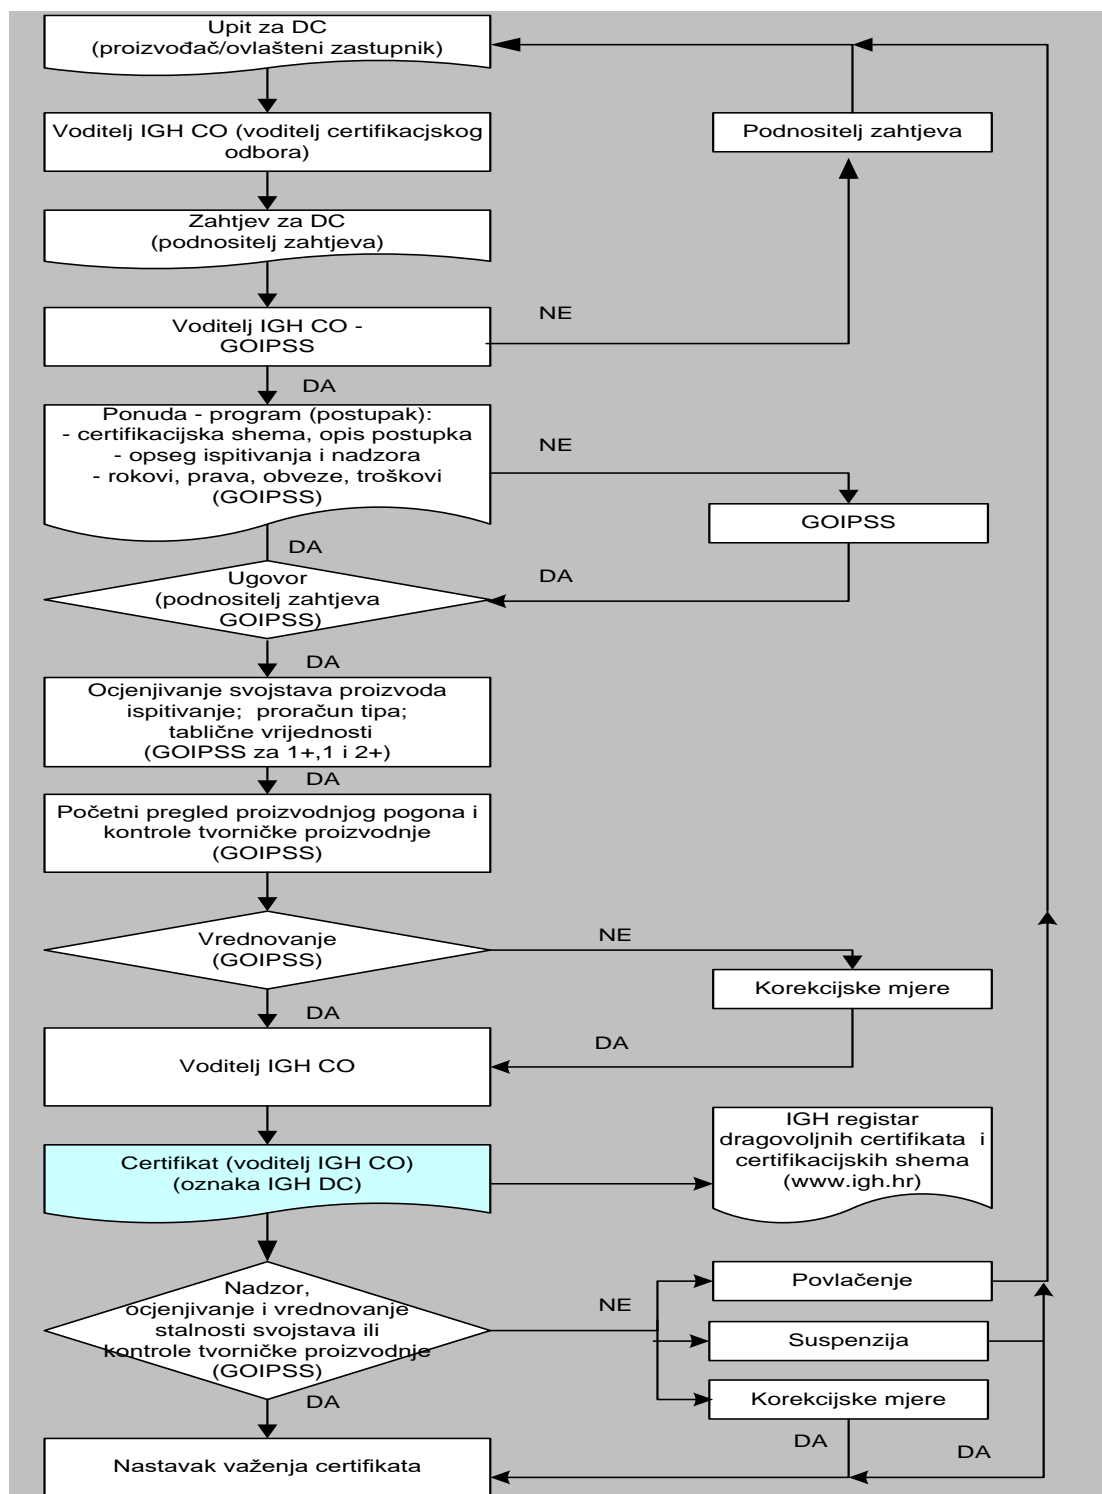 Upit za DC
(proizvođač/ovlašteni zastupnik)
Voditelj IGH CO (voditelj certifikacjskog
odbora)
Podnositelj zahtjeva
Zahtjev za DC
(podnositelj zahtjeva)
Voditelj IGH CO -
GOIPSS
NE
DA
Ponuda - program (postupak):
- certifikacijska shema, opis postupka
- opseg ispitivanja i nadzora
- rokovi, prava, obveze, troškovi
(GOIPSS)
NE
GOIPSS
DA
Ugovor
(podnositelj zahtjeva
GOIPSS)
DA
DA
Ocjenjivanje svojstava proizvoda
ispitivanje;  proračun tipa;
tablične vrijednosti
(GOIPSS za 1+,1 i 2+)
DA
Početni pregled proizvodnjog pogona i
kontrole tvorničke proizvodnje
(GOIPSS)
Vrednovanje
(GOIPSS)
NE
Korekcijske mjere
DA
DA
Voditelj IGH CO
Certifikat (voditelj IGH CO)
(oznaka IGH DC)
IGH registar
dragovoljnih certifikata  i
certifikacijskih shema
(www.igh.hr)
Nadzor,
ocjenjivanje i vrednovanje
stalnosti svojstava ili
kontrole tvorničke proizvodnje
(GOIPSS)
NE
Povlačenje
Suspenzija
Korekcijske mjere
DA
DA
DA
Nastavak važenja certifikata